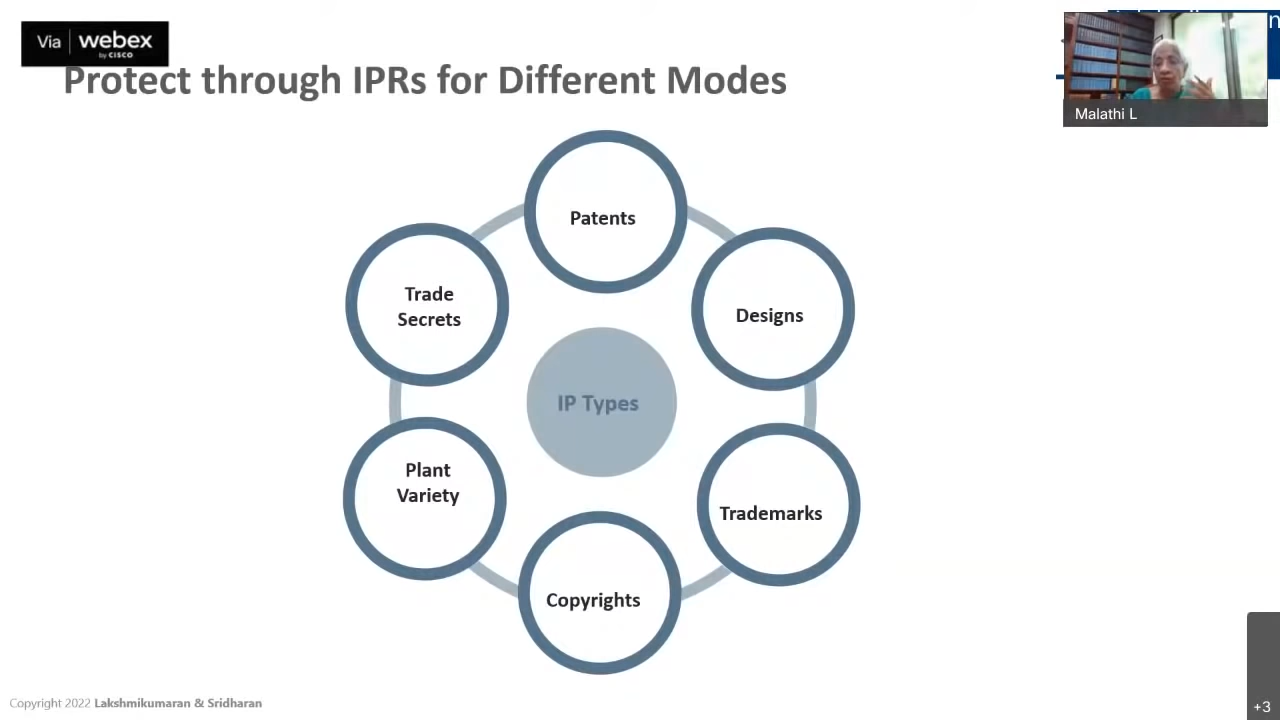 Via webex
by CISCO
Protect through IPRs for Different Modes
Malathi L
Patents
Trade
Secrets
Designs
IP Types
Plant
Variety
Trademarks
Copyrights
Copyright 2022 Lakshmikumaran & Sridharan
+3